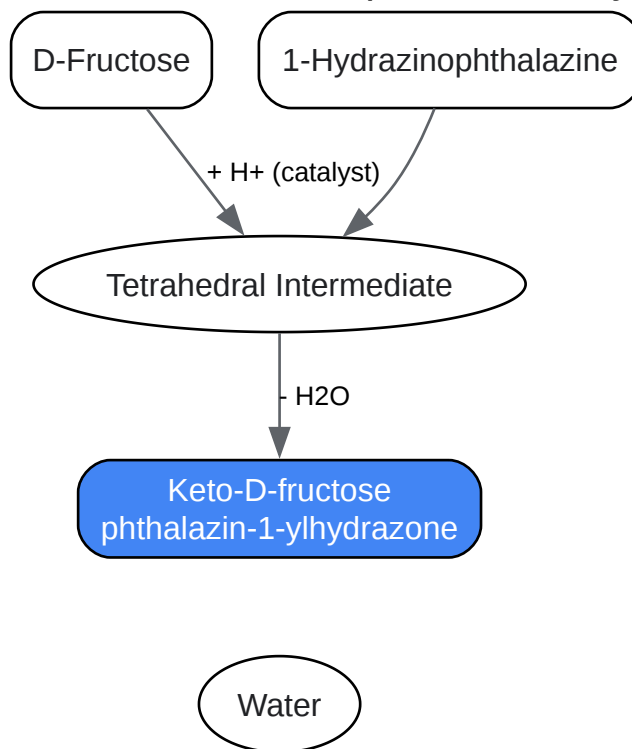 D-Fructose
1-Hydrazinophthalazine
+ H+ (catalyst)
Tetrahedral Intermediate
- H2O
Keto-D-fructose
phthalazin-1-ylhydrazone
Water